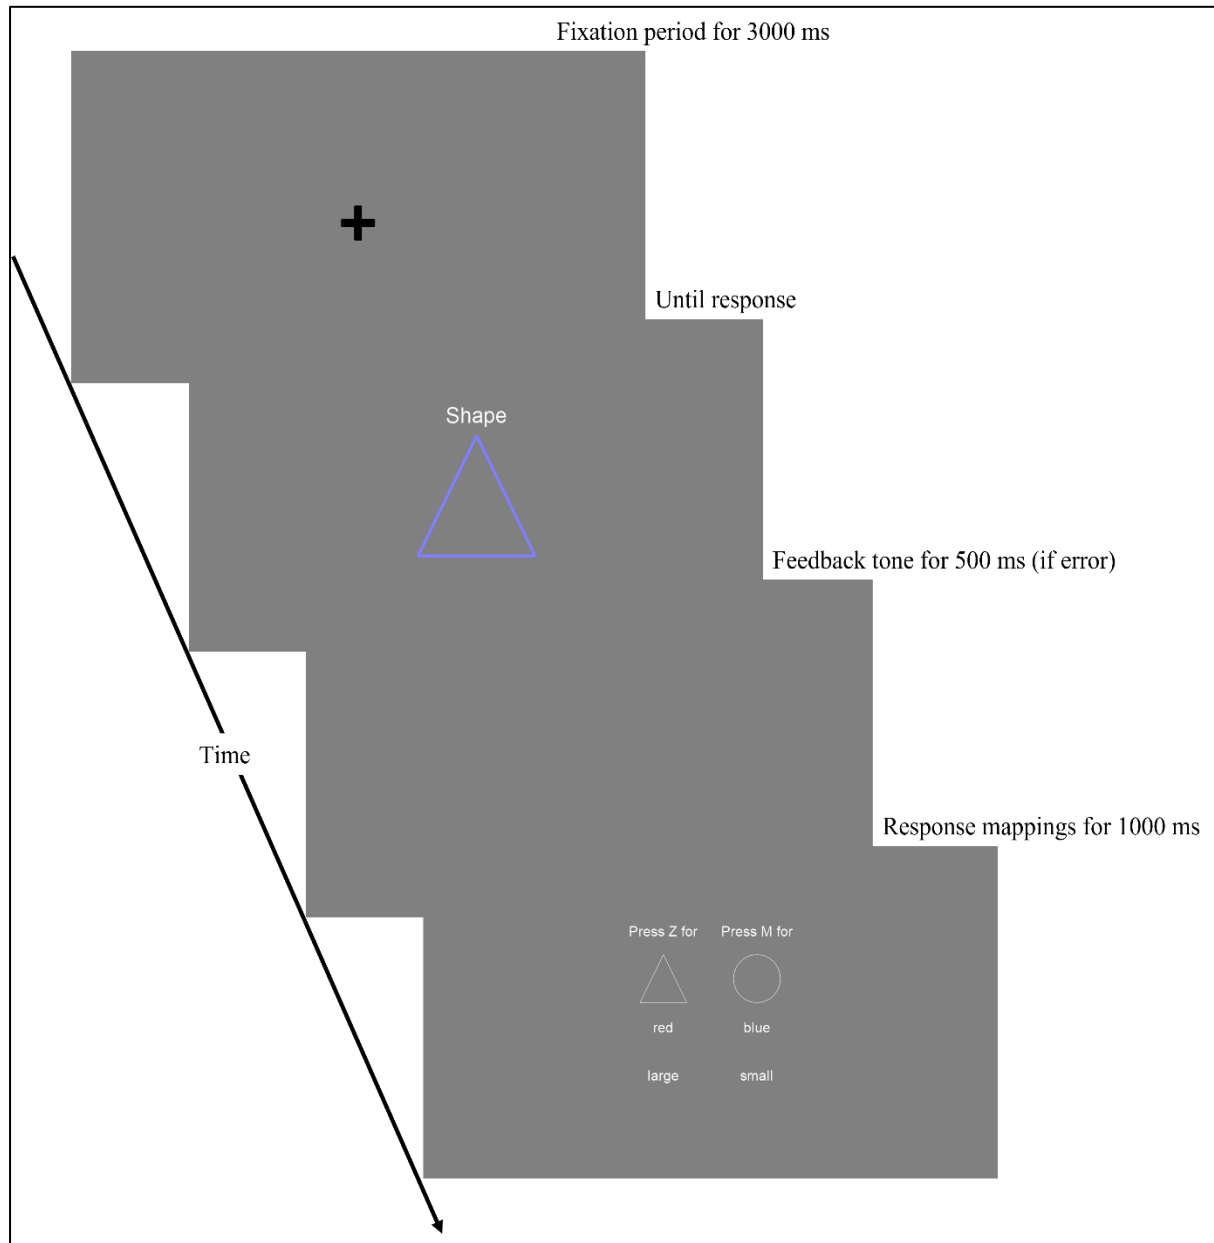 Fixation period for 3000 ms
Until response
Shape
Feedback tone for 500 ms (if error)
Time
Response mappings for 1000 ms
Press Z for Press M for
red blue
large small